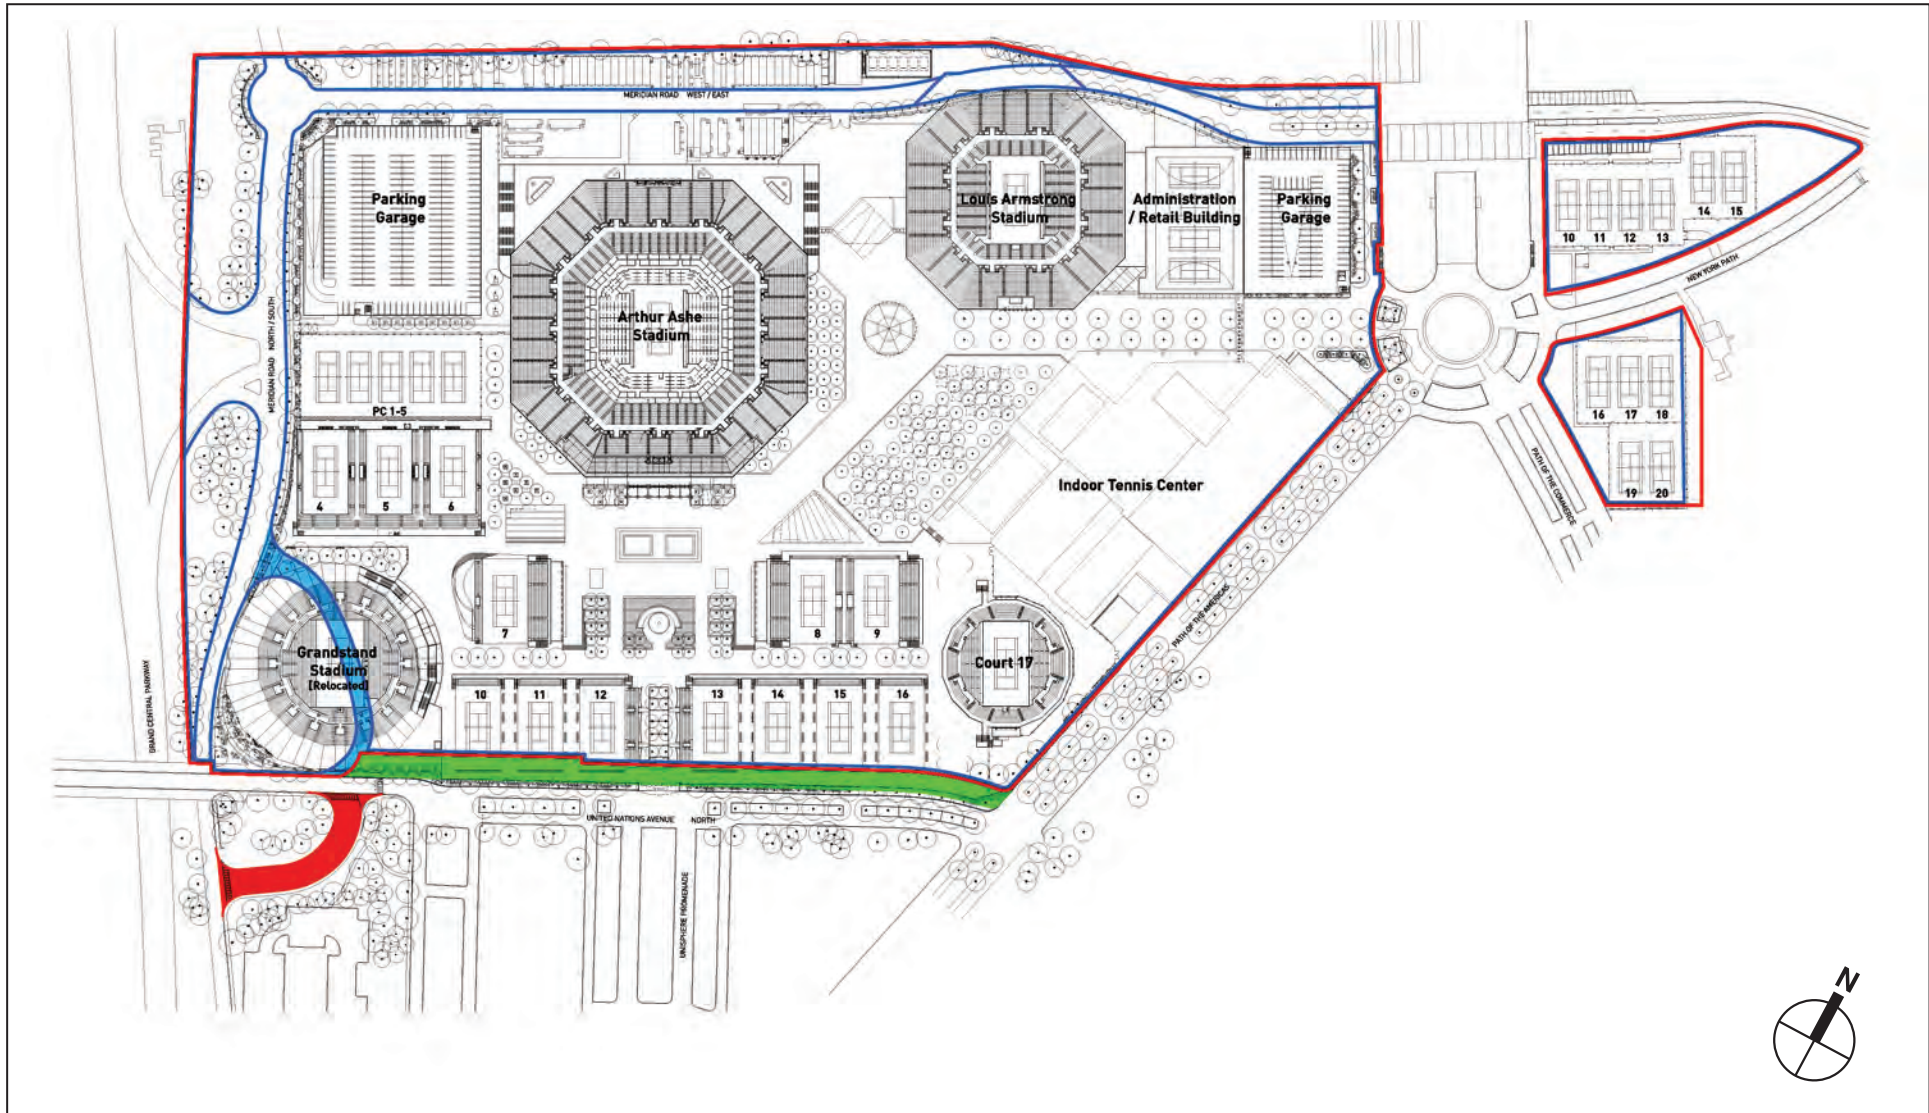 MERIDIAN ROAD WEST / EAST
Parking
Garage
Louis Armstrong
Stadium
Administration
/ Retail Building
Parking
Garage
14 15
10 11 12 13
NEW YORK PATH
Arthur Ashe
Stadium
MERIDIAN ROAD NORTH / SOUTH
PC 1-5
16 17 18
19 20
PATH OF THE COMMERCE
4 5 6
Indoor Tennis Center
7
8 9
PATH OF THE AMERICAS
Grandstand
Stadium
[Relocated]
Court 17
10 11 12 13 14 15 16
GRAND CENTRAL PARKWAY
UNITED NATIONS AVENUE NORTH
UNISPHERE PROMENADE
N